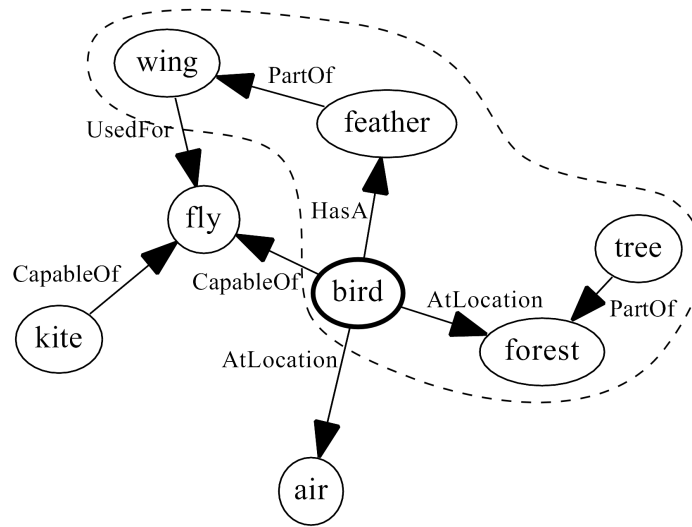 wing
PartOf
feather
UsedFor
HasA
fly
tree
CapableOf
CapableOf
bird
AtLocation
PartOf
kite
forest
AtLocation
air